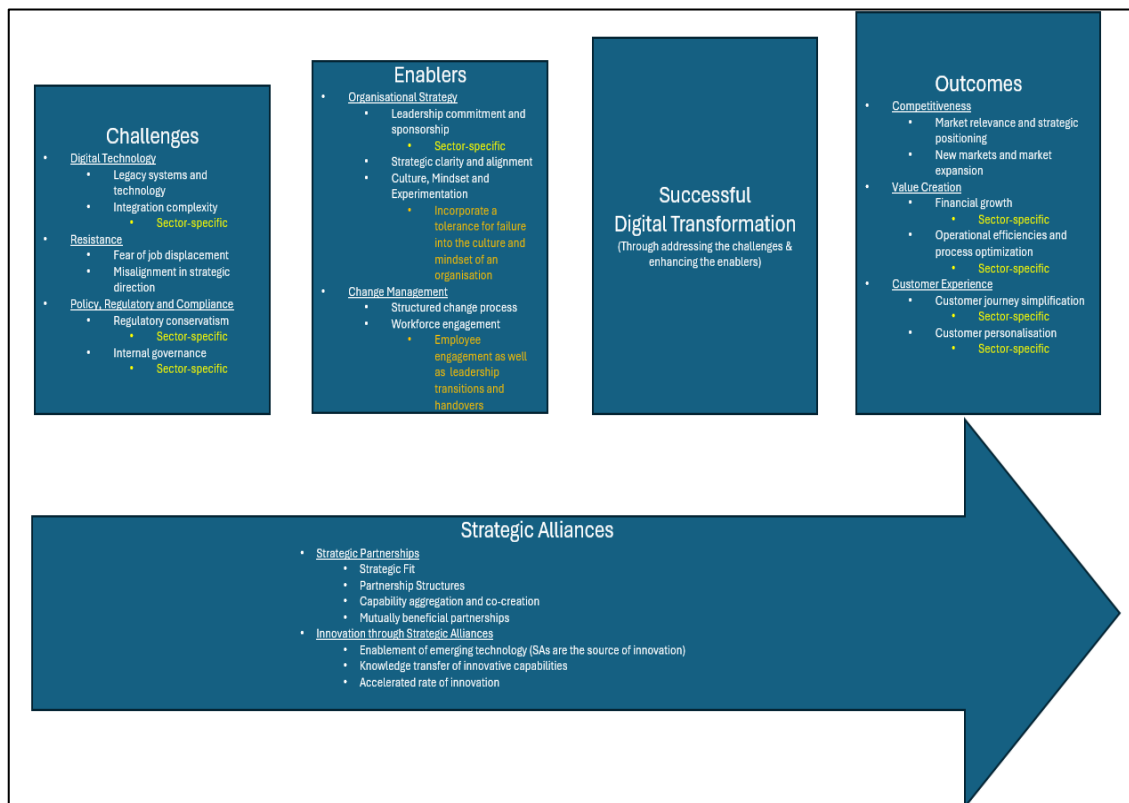 Challenges
• Digital Technology
• Legacy systems and
technology
• Integration complexity
• Sector-specific
• Resistance
• Fear of job displacement
• Misalignment in strategic
direction
• Policy, Regulatory and Compliance
• Regulatory conservatism
• Sector-specific
• Internal governance
• Sector-specific
Enablers
• Organisational Strategy
• Leadership commitment and
sponsorship
• Sector-specific
• Strategic clarity and alignment
• Culture, Mindset and
Experimentation
• Incorporate a
tolerance for failure
into the culture and
mindset of an
organisation
• Change Management
• Structured change process
• Workforce engagement
• Employee
engagement as well
as leadership
transitions and
handovers
Successful
Digital Transformation
(Through addressing the challenges &
enhancing the enablers)
Outcomes
• Competitiveness
• Market relevance and strategic
positioning
• New markets and market
expansion
• Value Creation
• Financial growth
• Sector-specific
• Operational efficiencies and
process optimization
• Sector-specific
• Customer Experience
• Customer journey simplification
• Sector-specific
• Customer personalisation
• Sector-specific
Strategic Alliances
• Strategic Partnerships
• Strategic Fit
• Partnership Structures
• Capability aggregation and co-creation
• Mutually beneficial partnerships
• Innovation through Strategic Alliances
• Enablement of emerging technology (SAs are the source of innovation)
• Knowledge transfer of innovative capabilities
• Accelerated rate of innovation